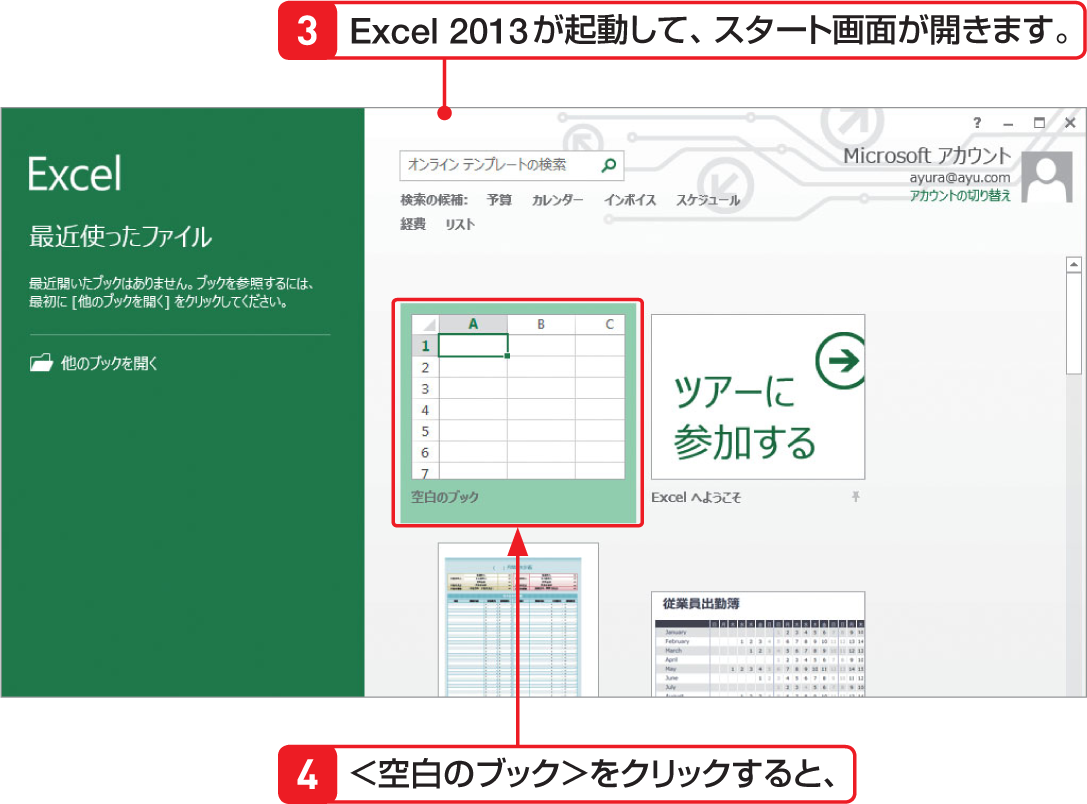 3 Excel 2013が起動して、スタート画面が開きます。
?
Excel
オンライン テンプレートの検索
Microsoft アカウント
ayura@ayu.com
アカウントの切り替え
検索の候補: 予算 カレンダー インボイス スケジュール
経費 リスト
最近使ったファイル
最近開いたブックはありません。ブックを参照するには、
最初に [他のブックを開く] をクリックしてください。
他のブックを開く
A B C
1
2
3
4
5
6
7
空白のブック
ツアーに
参加する
Excel へようこそ
従業員出勤簿
January
February
March
April
May
June
July
August
4 <空白のブック>をクリックすると、